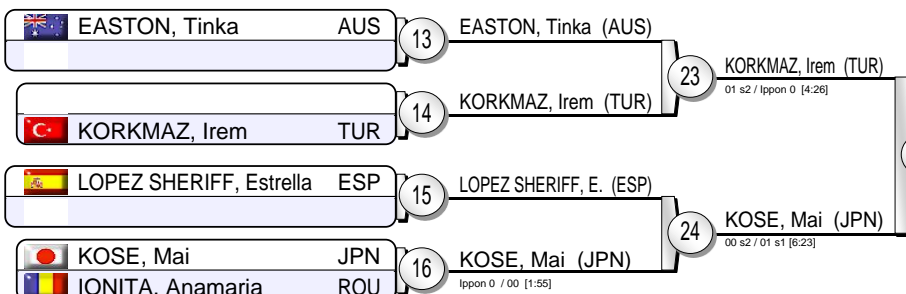 EASTON, Tinka AUS
13
EASTON, Tinka (AUS)
23
KORKMAZ, Irem (TUR)
01 s2 / Ippon 0 [4:26]
14
KORKMAZ, Irem (TUR)
KORKMAZ, Irem TUR
LOPEZ SHERIFF, Estrella ESP
15
LOPEZ SHERIFF, E. (ESP)
24
KOSE, Mai (JPN)
00 s2 / 01 s1 [6:23]
KOSE, Mai JPN
16
KOSE, Mai (JPN)
Ippon 0 / 00 [1:55]
IONITA, Anamaria ROU